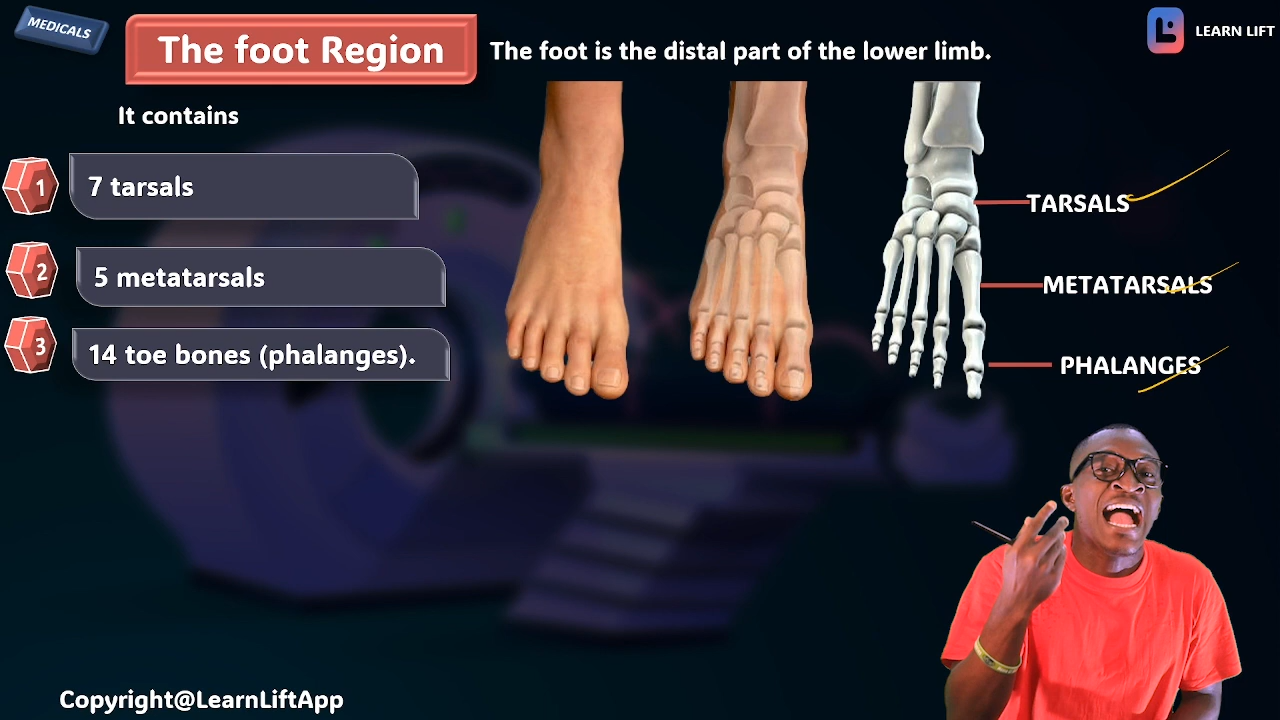 MEDICALS
The foot Region
The foot is the distal part of the lower limb.
LEARN LIFT
It contains
1
7 tarsals
2
5 metatarsals
3
14 toe bones (phalanges).
TARSALS
METATARSALS
PHALANGES
Copyright@LearnLiftApp